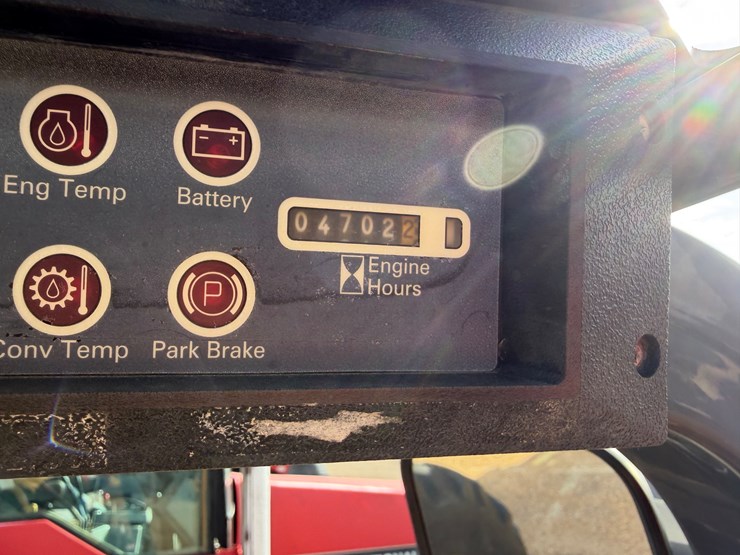 Eng Temp
Battery
047022
Engine
Hours
Conv Temp
P
Park Brake